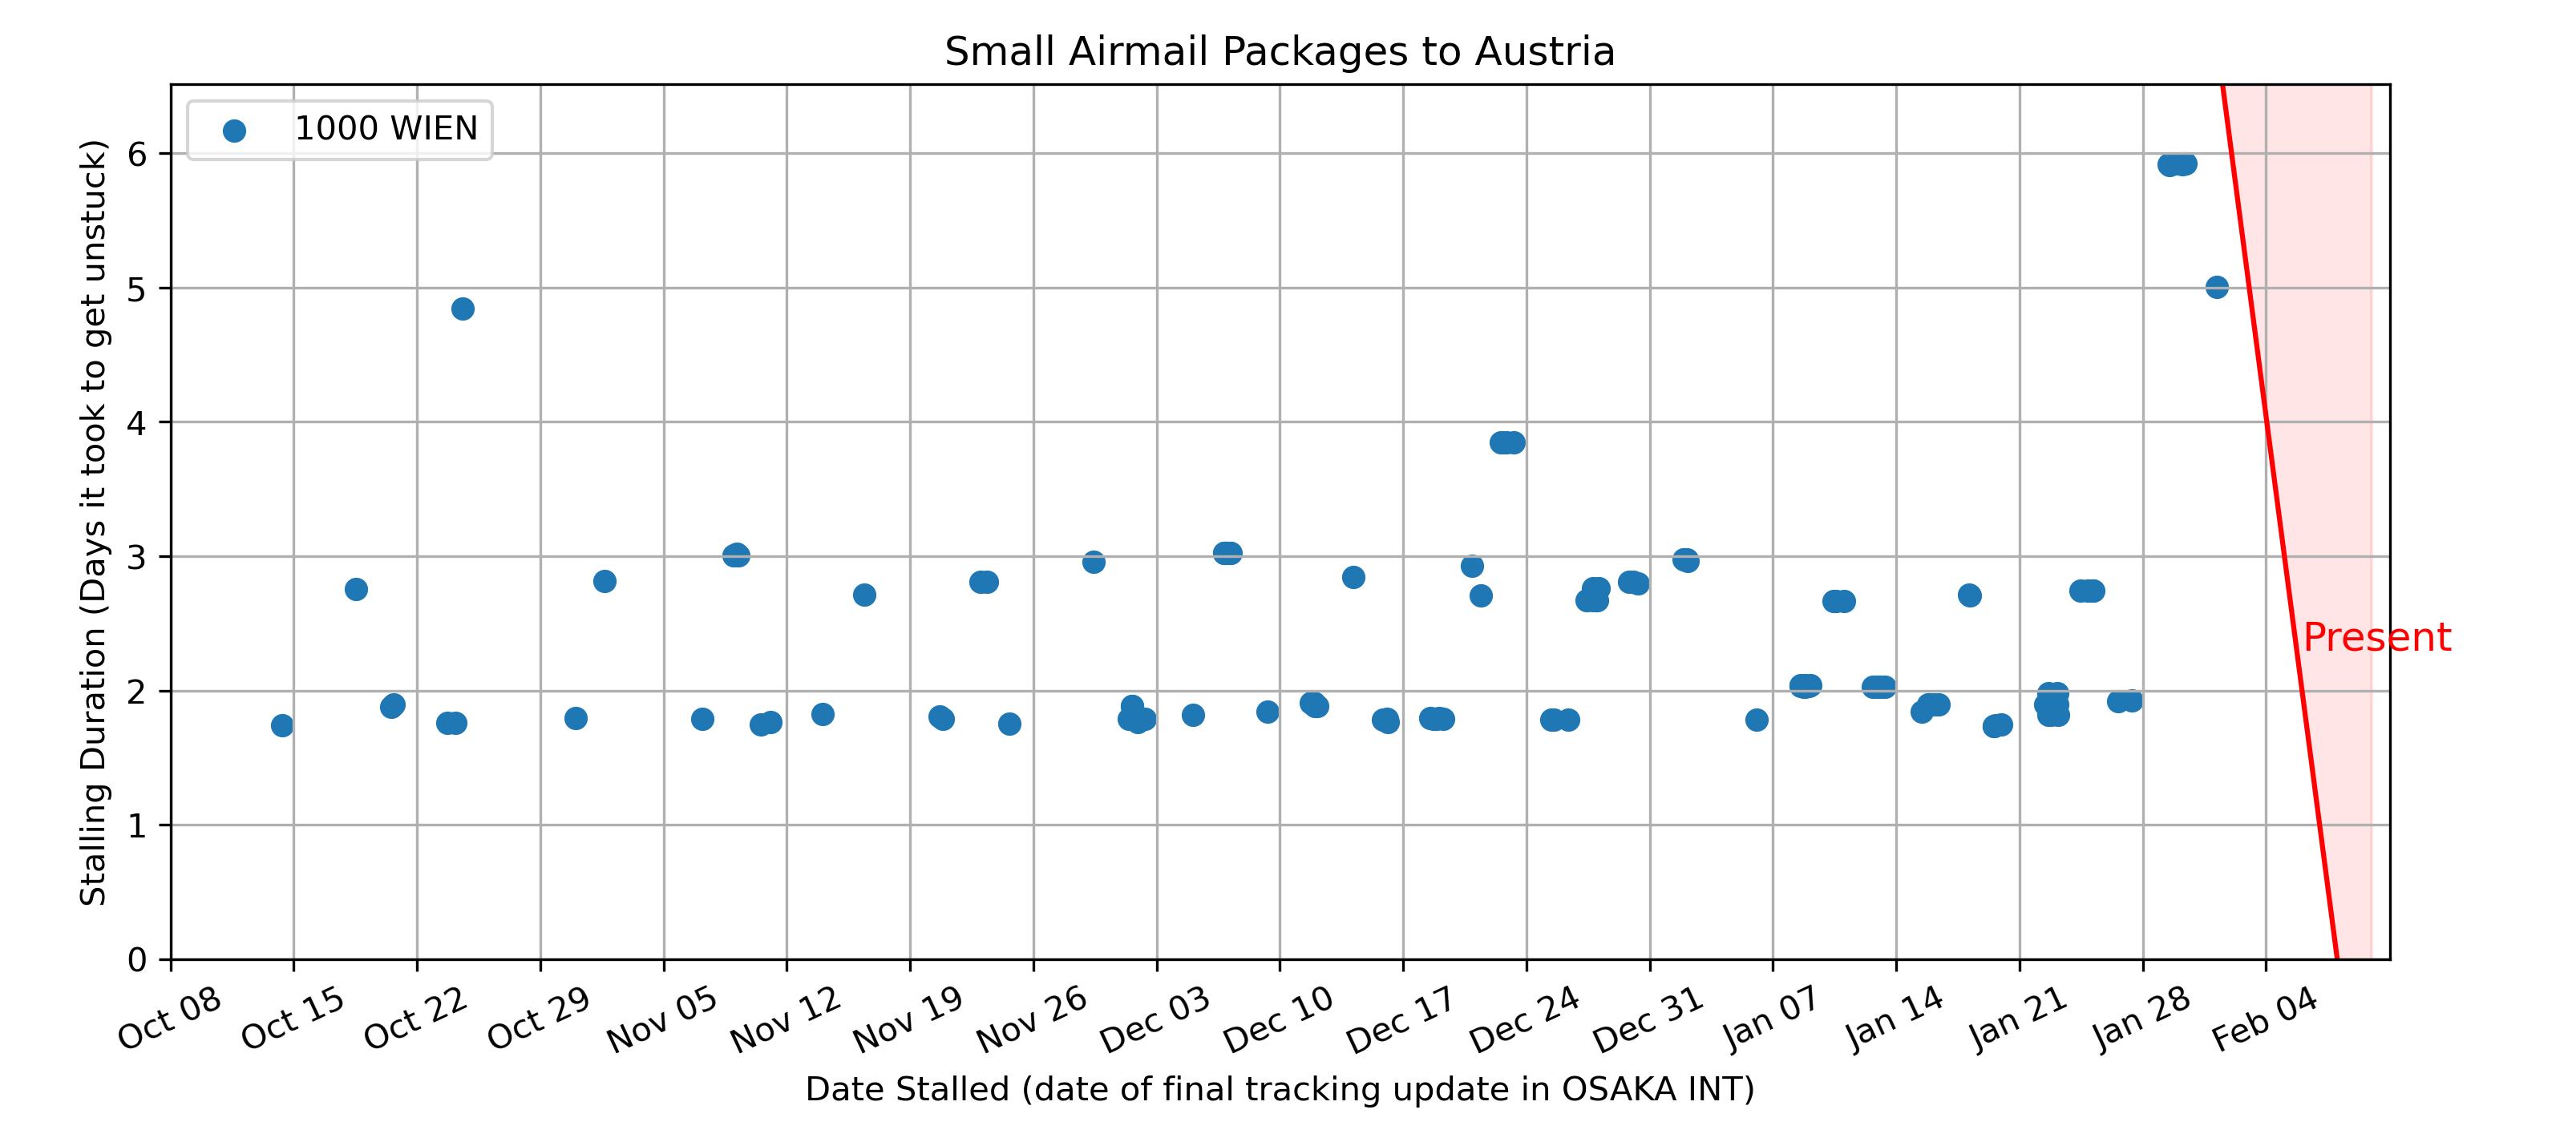 Small Airmail Packages to Austria
1000 WIEN
Stalling Duration (Days it took to get unstuck)
6
5
4
3
2
1
0
Present
Oct 08
Oct 15
Oct 22
Oct 29
Nov 05
Nov 12
Nov 19
Nov 26
Dec 03
Dec 10
Dec 17
Dec 24
Dec 31
Jan 07
Jan 14
Jan 21
Jan 28
Feb 04
Date Stalled (date of final tracking update in OSAKA INT)